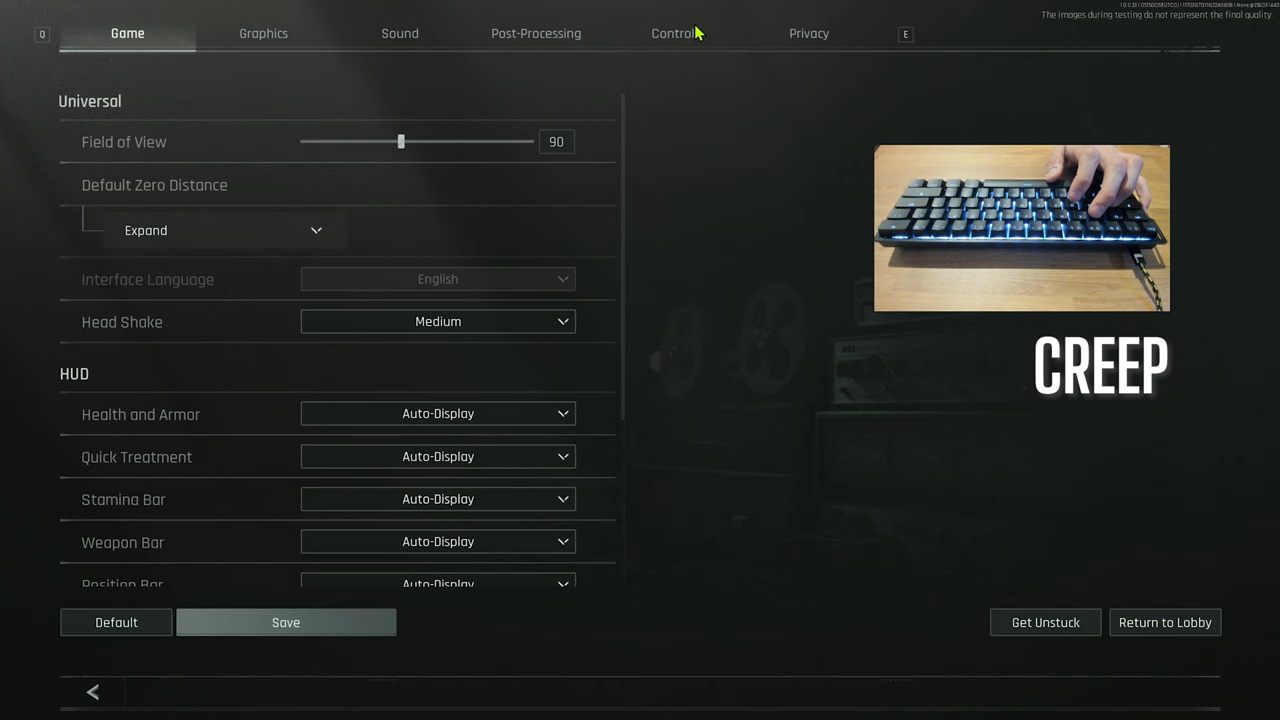 The images during testing do not represent the final quality
Q
Game
Graphics
Sound
Post-Processing
Control
Privacy
E
Universal
Field of View
90
Default Zero Distance
Expand
Interface Language
English
Head Shake
Medium
CREEP
HUD
Health and Armor
Auto-Display
Quick Treatment
Auto-Display
Stamina Bar
Auto-Display
Weapon Bar
Auto-Display
Position Bar
Auto-Display
Default
Save
Get Unstuck
Return to Lobby